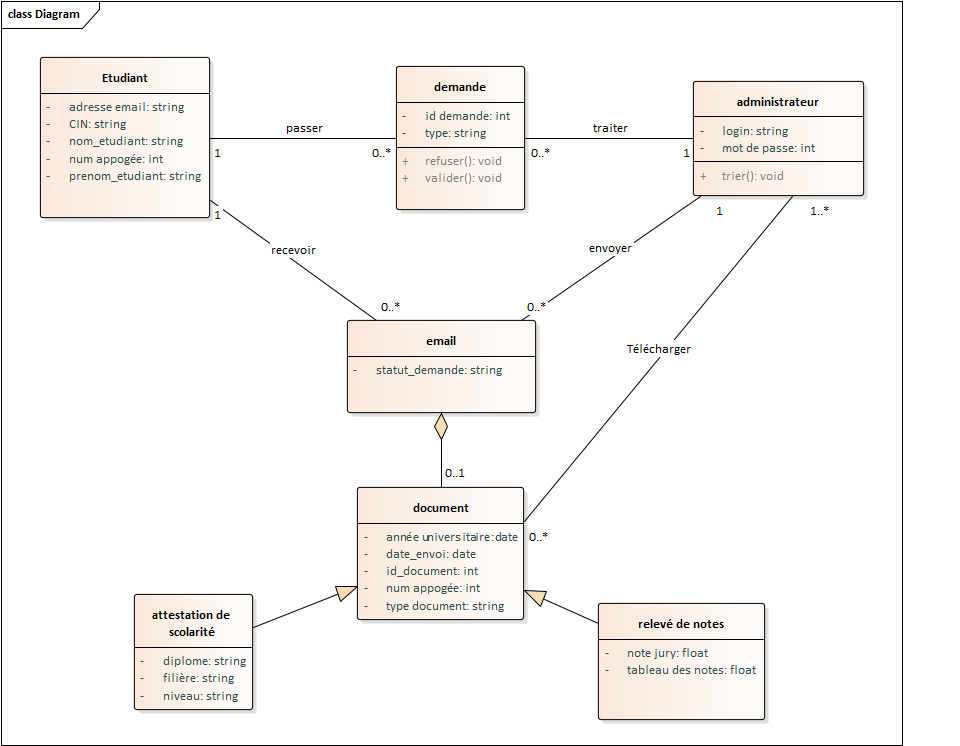 class Diagram
Etudiant
- adresse email: string
- CIN: string
- nom_etudiant: string
- num appogée: int
- prenom_etudiant: string
demande
- id demande: int
- type: string
+ refuser(): void
+ valider(): void
administrateur
- login: string
- mot de passe: int
+ trier(): void
passer
1
0..*
traiter
0..*
1
1
recevoir
0..*
1
envoyer
0..*
1..*
Télécharger
0..*
email
- statut_demande: string
0..1
document
- année universitaire:date
- date_envoi: date
- id_document: int
- num appogée: int
- type document: string
attestation de
scolarité
- diplome: string
- filière: string
- niveau: string
relevé de notes
- note jury: float
- tableau des notes: float